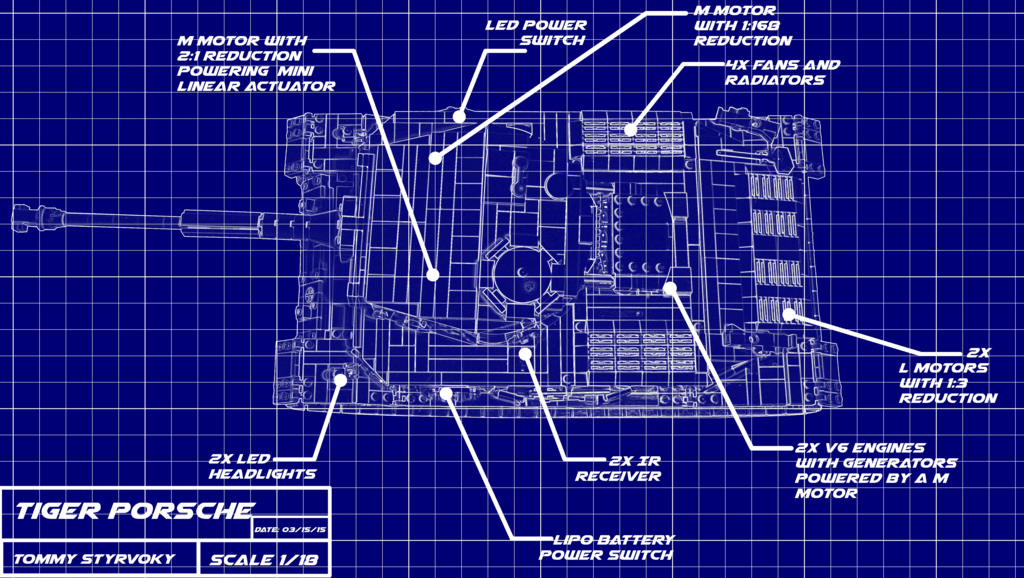 LED POWER
SWITCH
M MOTOR
WITH 1:168
REDUCTION
M MOTOR WITH
2:1 REDUCTION
POWERING MINI
LINEAR ACTUATOR
4X FANS AND
RADIATORS
2X
L MOTORS
WITH 1:3
REDUCTION
2X V6 ENGINES
WITH GENERATORS
POWERED BY A M
MOTOR
2X LED
HEADLIGHTS
2X IR
RECEIVER
LIPO BATTERY
POWER SWITCH
TIGER PORSCHE
DATE: 03/15/15
TOMMY STYRVOKY
SCALE 1/18